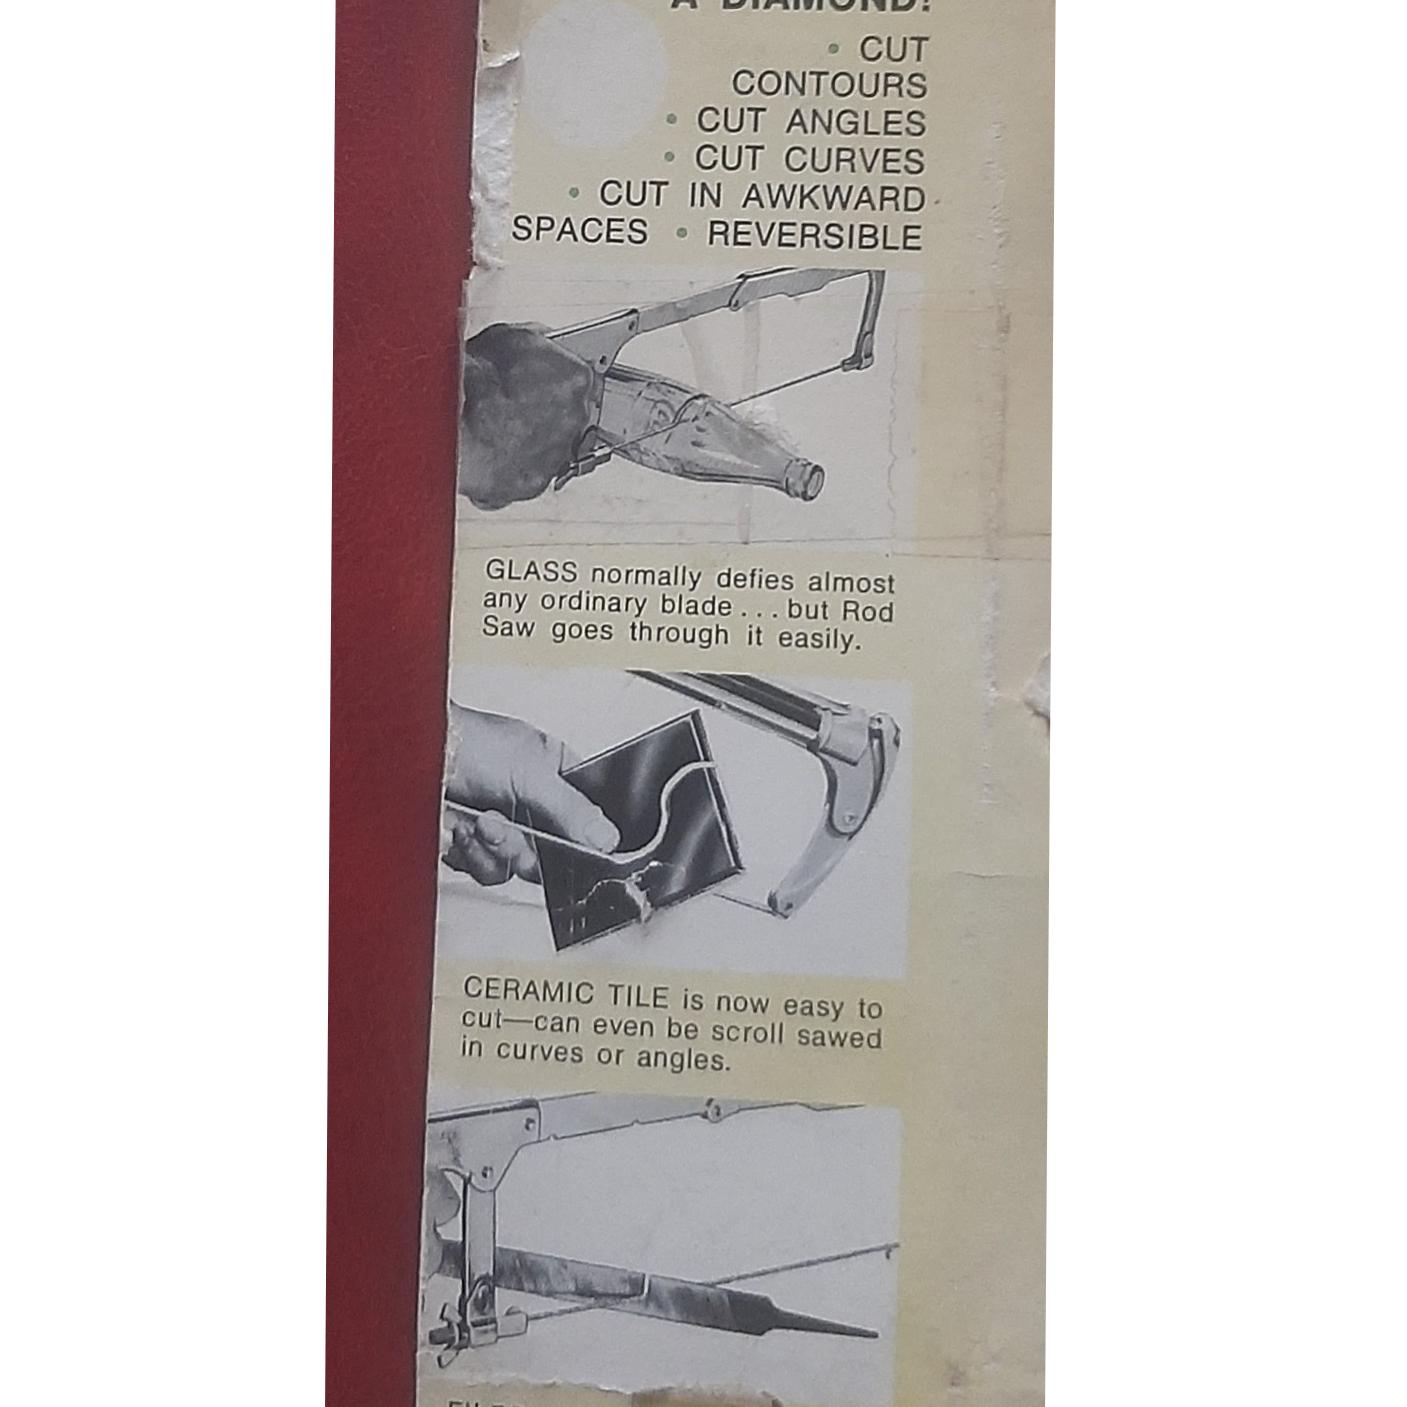 A DIAMOND!
• CUT
CONTOURS
• CUT ANGLES
• CUT CURVES
• CUT IN AWKWARD
SPACES • REVERSIBLE
GLASS normally defies almost
any ordinary blade . . . but Rod
Saw goes through it easily.
CERAMIC TILE is now easy to
cut—can even be scroll sawed
in curves or angles.